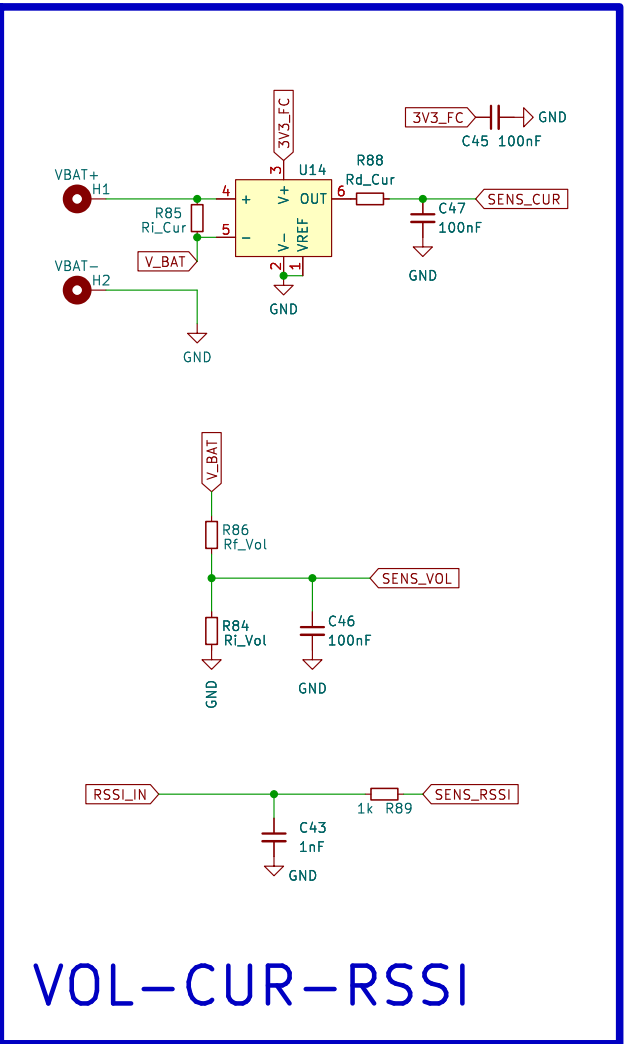 3V3_FC
3V3_FC
GND
C45 100nF
R88
Rd_Cur
U14
3
V+
VBAT+
H1
4
+
OUT
6
SENS_CUR
R85
Ri_Cur
C47
100nF
5
-
V_BAT
V-
VREF
2
1
VBAT-
H2
GND
GND
GND
V_BAT
R86
Rf_Vol
SENS_VOL
R84
Ri_Vol
C46
100nF
GND
GND
RSSI_IN
SENS_RSSI
1k R89
C43
1nF
GND
VOL-CUR-RSSI